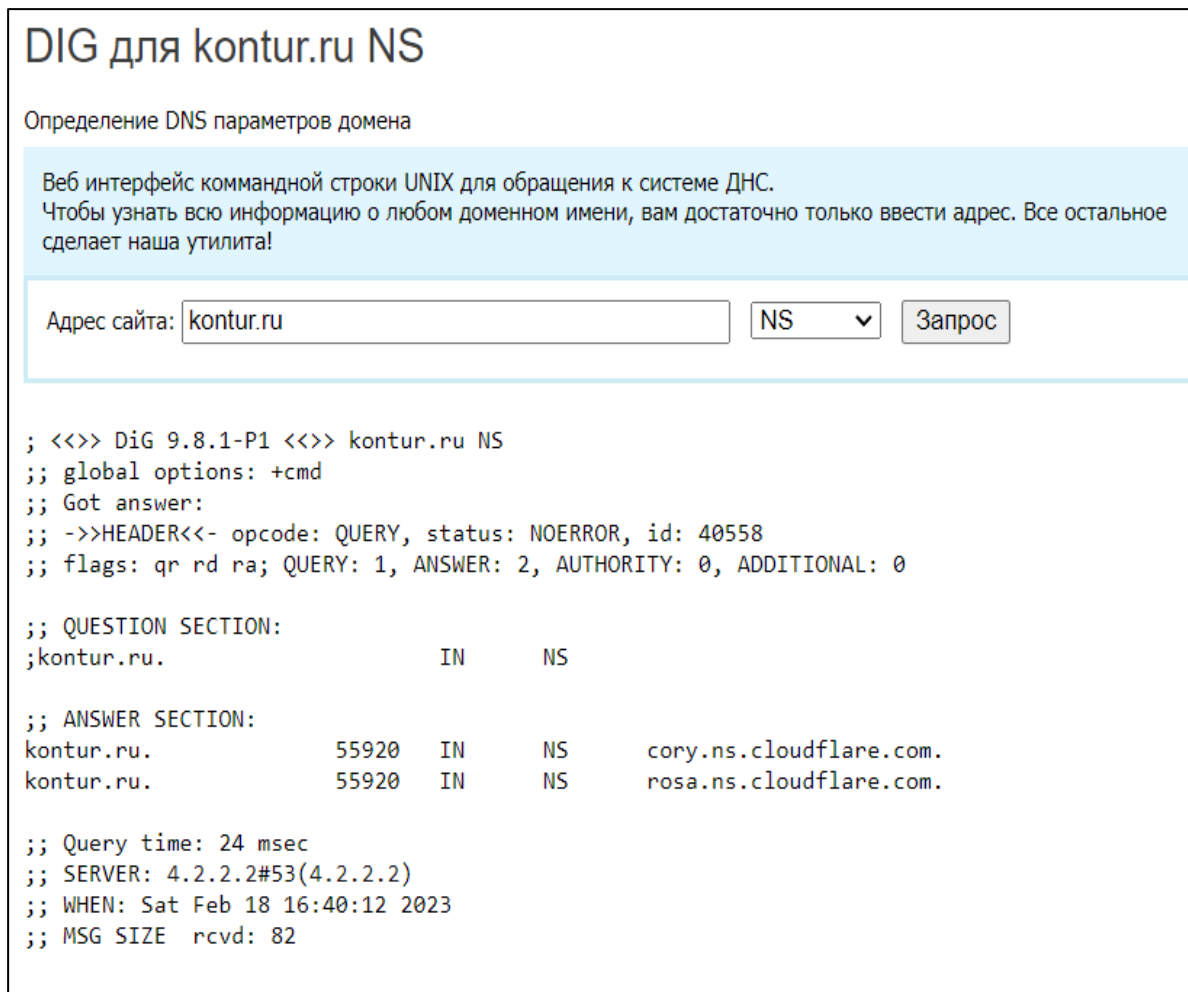 DIG для kontur.ru NS
Определение DNS параметров домена
Веб интерфейс коммандной строки UNIX для обращения к системе ДНС.
Чтобы узнать всю информацию о любом доменном имени, вам достаточно только ввести адрес. Все остальное
сделает наша утилита!
Адрес сайта: kontur.ru NS Запрос
; <<>> DiG 9.8.1-P1 <<>> kontur.ru NS
;; global options: +cmd
;; Got answer:
;; ->>HEADER<<- opcode: QUERY, status: NOERROR, id: 40558
;; flags: qr rd ra; QUERY: 1, ANSWER: 2, AUTHORITY: 0, ADDITIONAL: 0
;; QUESTION SECTION:
;kontur.ru. IN NS
;; ANSWER SECTION:
kontur.ru. 55920 IN NS cory.ns.cloudflare.com.
kontur.ru. 55920 IN NS rosa.ns.cloudflare.com.
;; Query time: 24 msec
;; SERVER: 4.2.2.2#53(4.2.2.2)
;; WHEN: Sat Feb 18 16:40:12 2023
;; MSG SIZE rcvd: 82